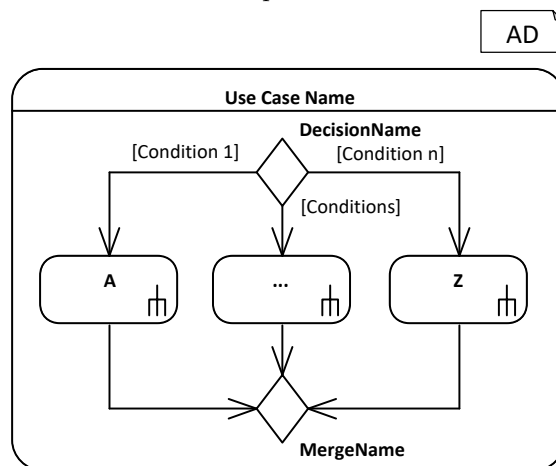 AD
Use Case Name
DecisionName
[Condition 1]
[Condition n]
[Conditions]
A
...
Z
MergeName